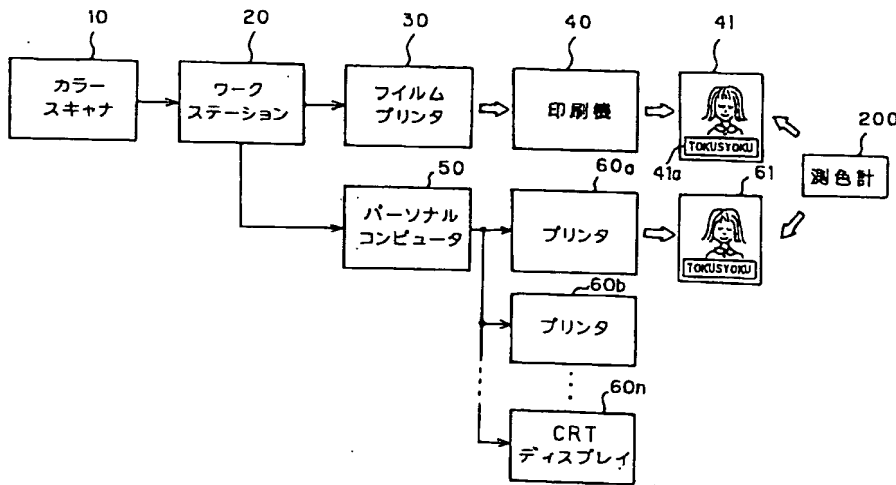 10
20
30
40
41
カラー
スキャナ
ワーク
ステーション
フイルム
プリンタ
印刷機
TOKUSYOKU
41a
200
測色計
50
60a
61
パーソナル
コンピュータ
プリンタ
TOKUSYOKU
60b
プリンタ
60n
CRT
ディスプレイ